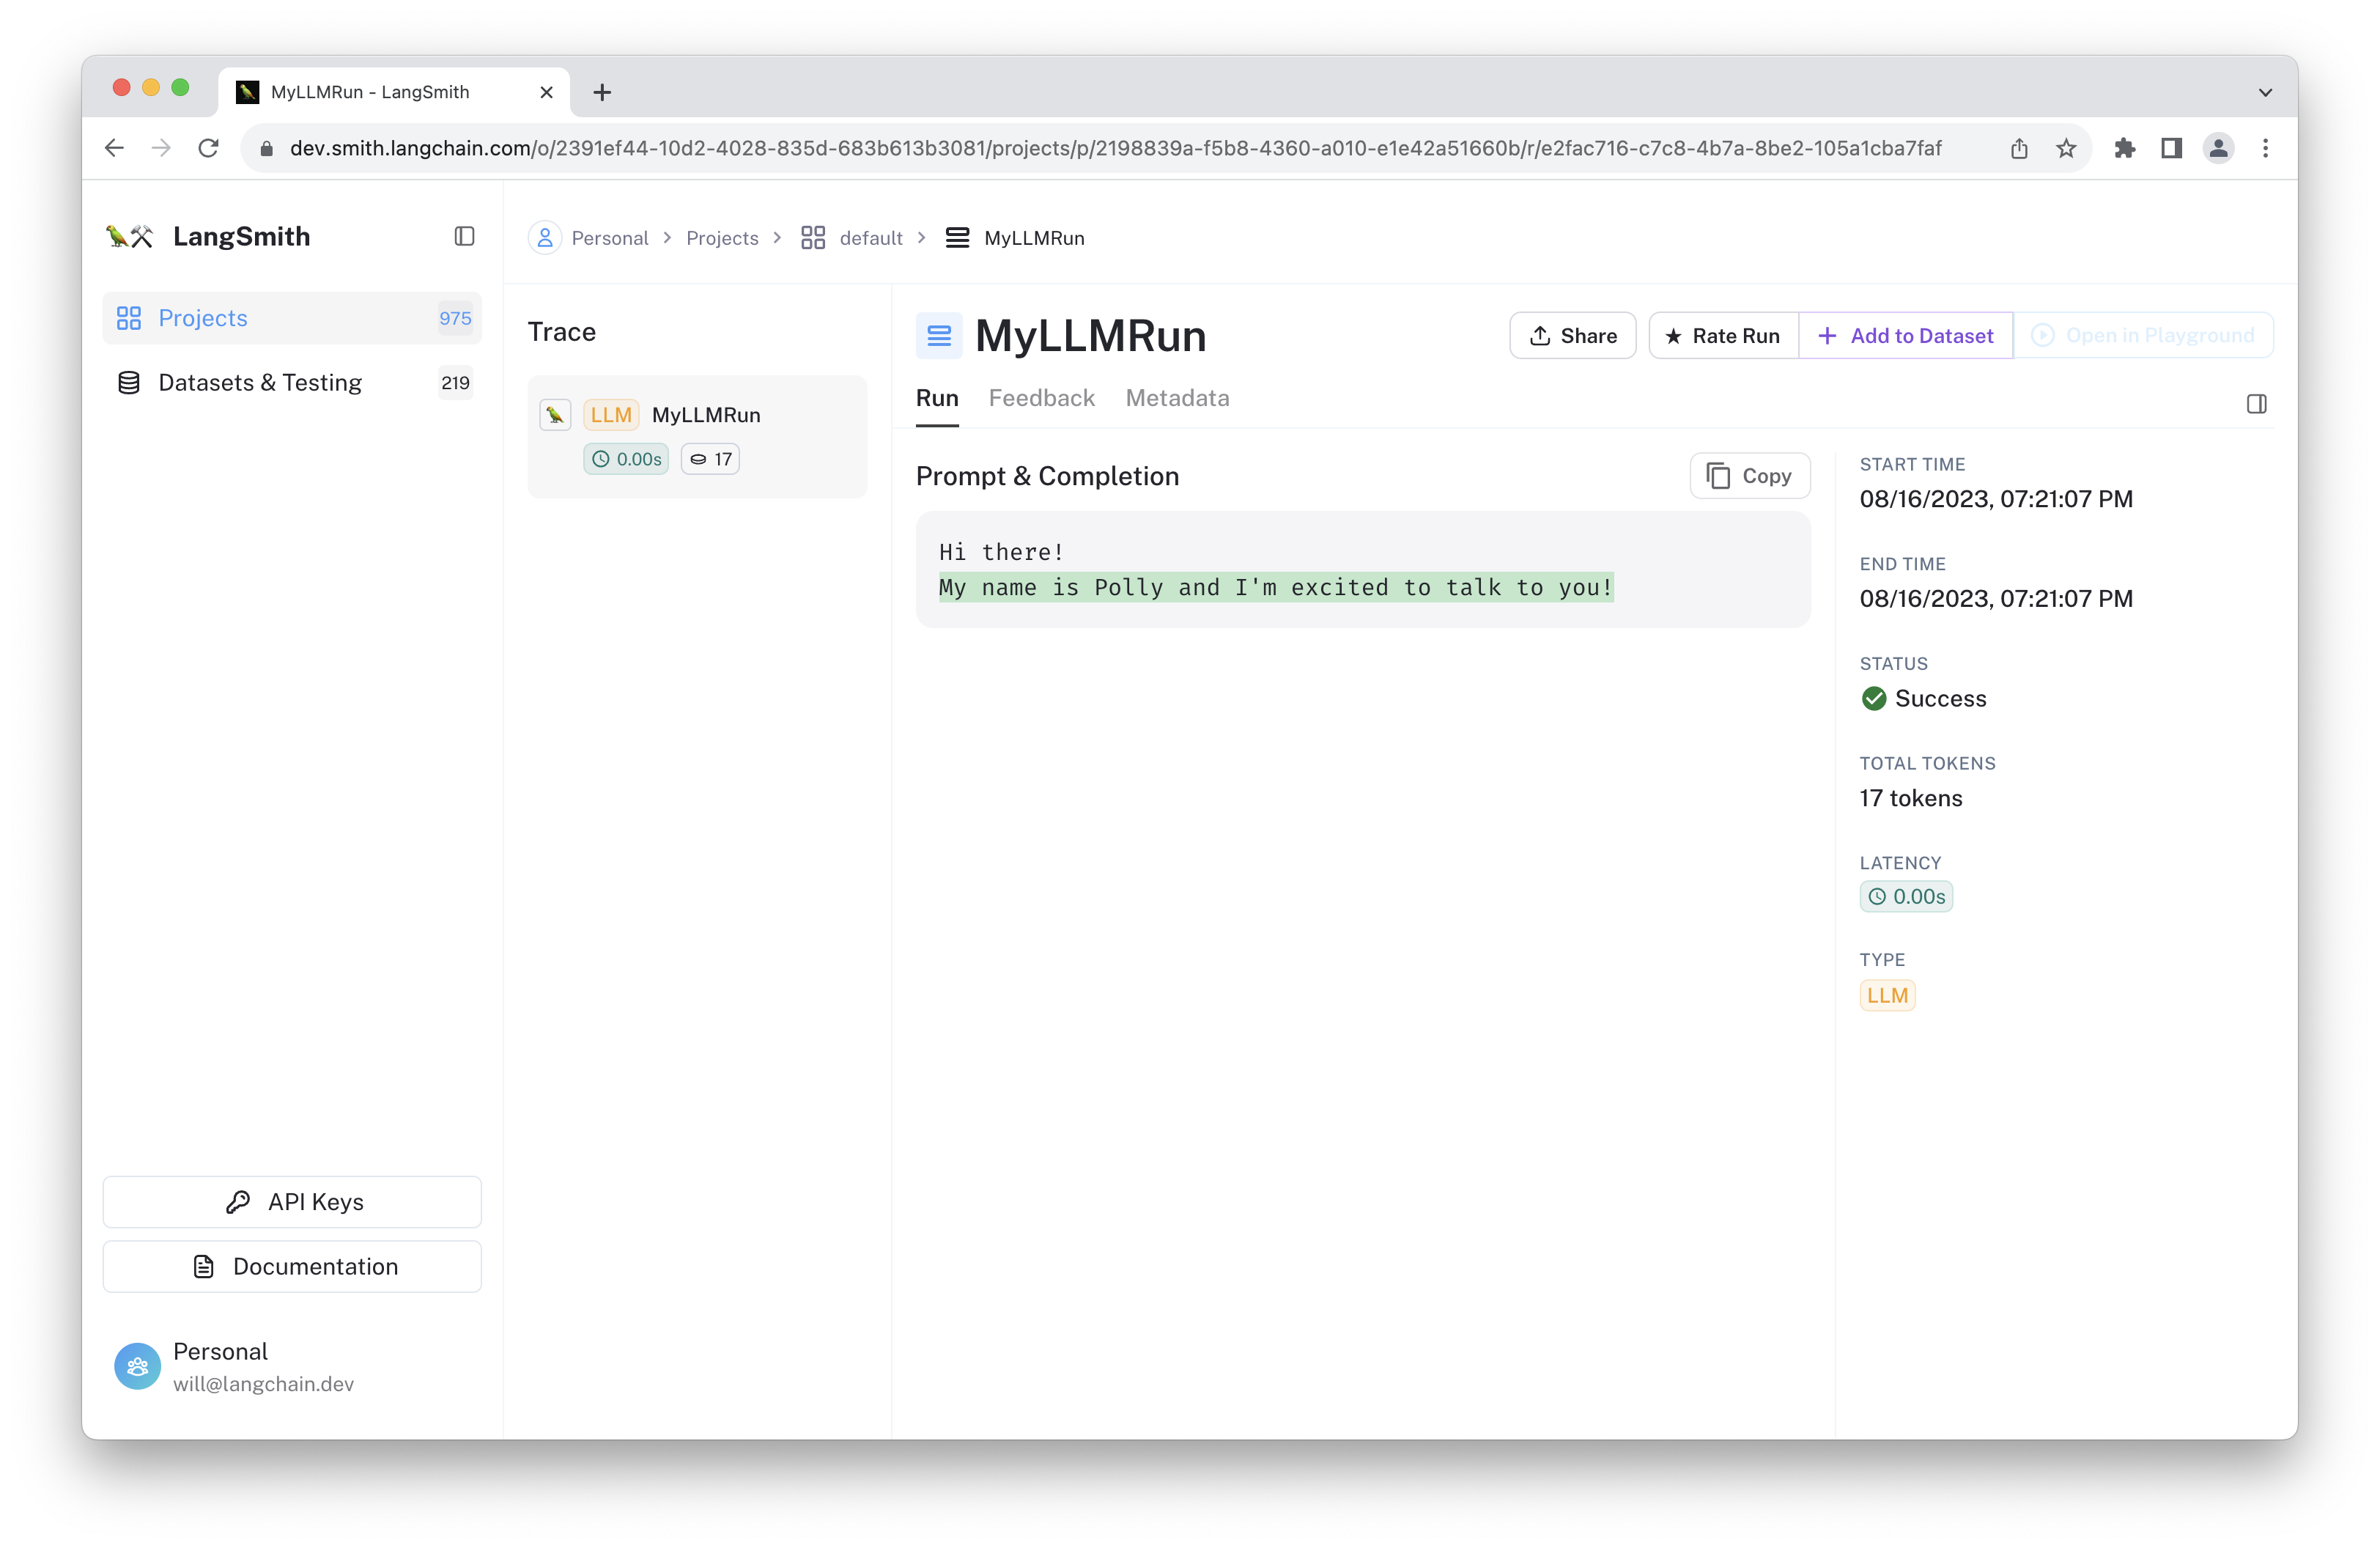 MyLLMRun - LangSmith
dev.smith.langchain.com/o/2391ef44-10d2-4028-835d-683b613b3081/projects/p/2198839a-f5b8-4360-a010-e1e42a51660b/r/e2fac716-c7c8-4b7a-8be2-105a1cba7faf
LangSmith
Projects 975
Datasets & Testing 219
API Keys
Documentation
Personal
will@langchain.dev
Personal > Projects > default > MyLLMRun
Trace
LLM MyLLMRun
0.00s 17
MyLLMRun
Share Rate Run + Add to Dataset Open in Playground
Run Feedback Metadata
Prompt & Completion Copy
Hi there!
My name is Polly and I'm excited to talk to you!
START TIME
08/16/2023, 07:21:07 PM
END TIME
08/16/2023, 07:21:07 PM
STATUS
Success
TOTAL TOKENS
17 tokens
LATENCY
0.00s
TYPE
LLM